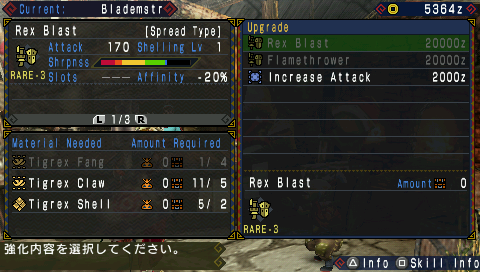 Current: Blademstr
5364z
Rex Blast [Spread Type]
Attack 170 Shelling Lv 1
Shrpnss
RARE-3 Slots --- Affinity -20%
L 1/3 R
Material Needed Amount Required
Tigrex Fang 0 1/ 4
Tigrex Claw 0 11/ 5
Tigrex Shell 0 5/ 2
Upgrade
Rex Blast 20000z
Flamethrower 20000z
Increase Attack 2000z
Rex Blast Amount 0
RARE-3
強化内容を選択してください。
Info Skill Info